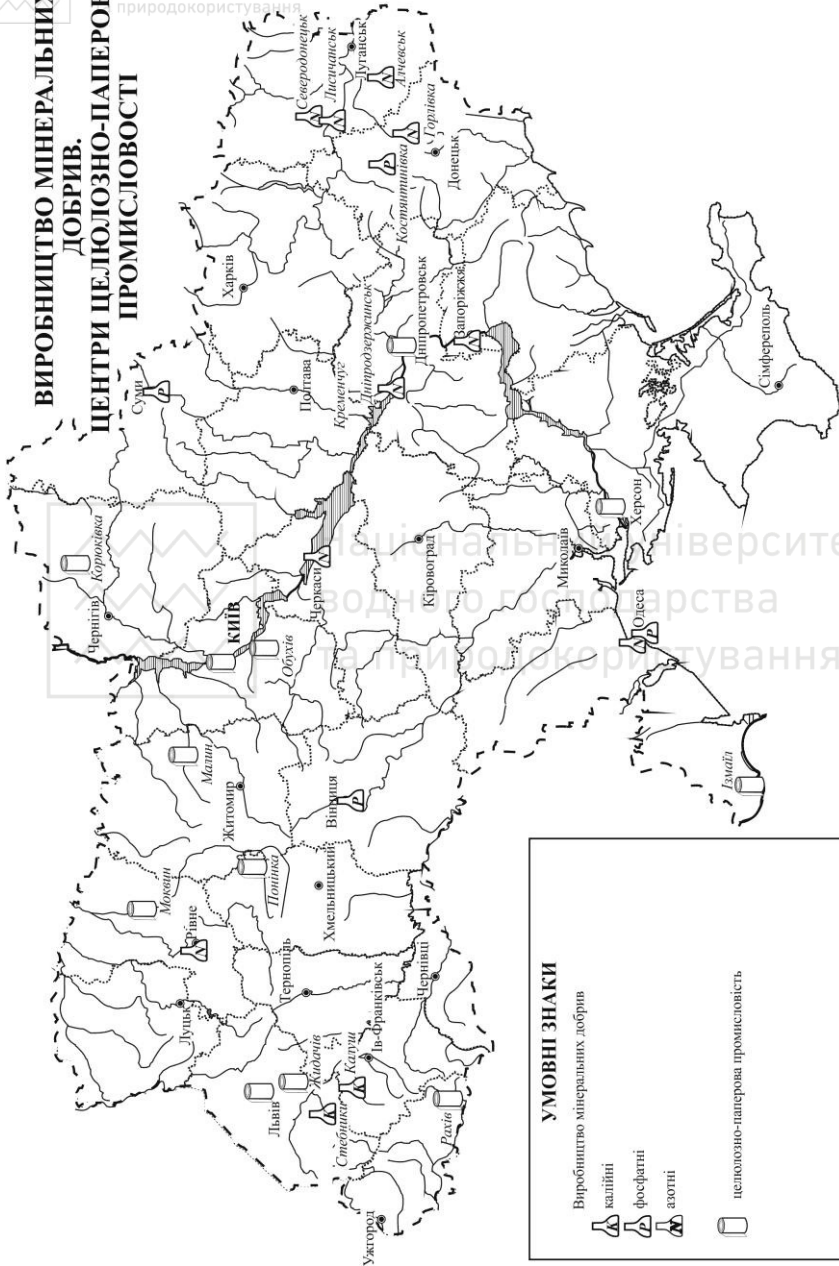 природокористування
ВИРОБНИЦТВО МІНЕРАЛЬНИХ
ДОБРИВ.
ЦЕНТРИ ЦЕЛЮЛОЗНО-ПАПЕРОВ
ПРОМИСЛОВОСТІ
Національний університе
водного господарства
та природокористування
Корюківка
Чернігів
Суми
P
КИЇВ
Обухів
Малин
Житомир
Моквин
Рівне
N
Луцьк
Понінка
Хмельницький
Вінниця
P
Тернопіль
Львів
Жидачів
Стебники
K
Калуш
K
Ів-Франківськ
Чернівці
Рахів
Ужгород
Черкаси
N
Полтава
Харків
Кременчуг
Дніпродзержинськ
N
Дніпропетровськ
Запоріжжя
N
Кіровоград
Северодонецьк
N
Лисичанськ
N
Луганськ
Алчевськ
N
Горлівка
N
Костянтинівка
P
Донецьк
Миколаїв
Херсон
Одеса
N
P
Ізмаїл
Сімферополь
УМОВНІ ЗНАКИ
Виробництво мінеральних добрив
K калійні
P фосфатні
N азотні
целюлозно-паперова промисловість